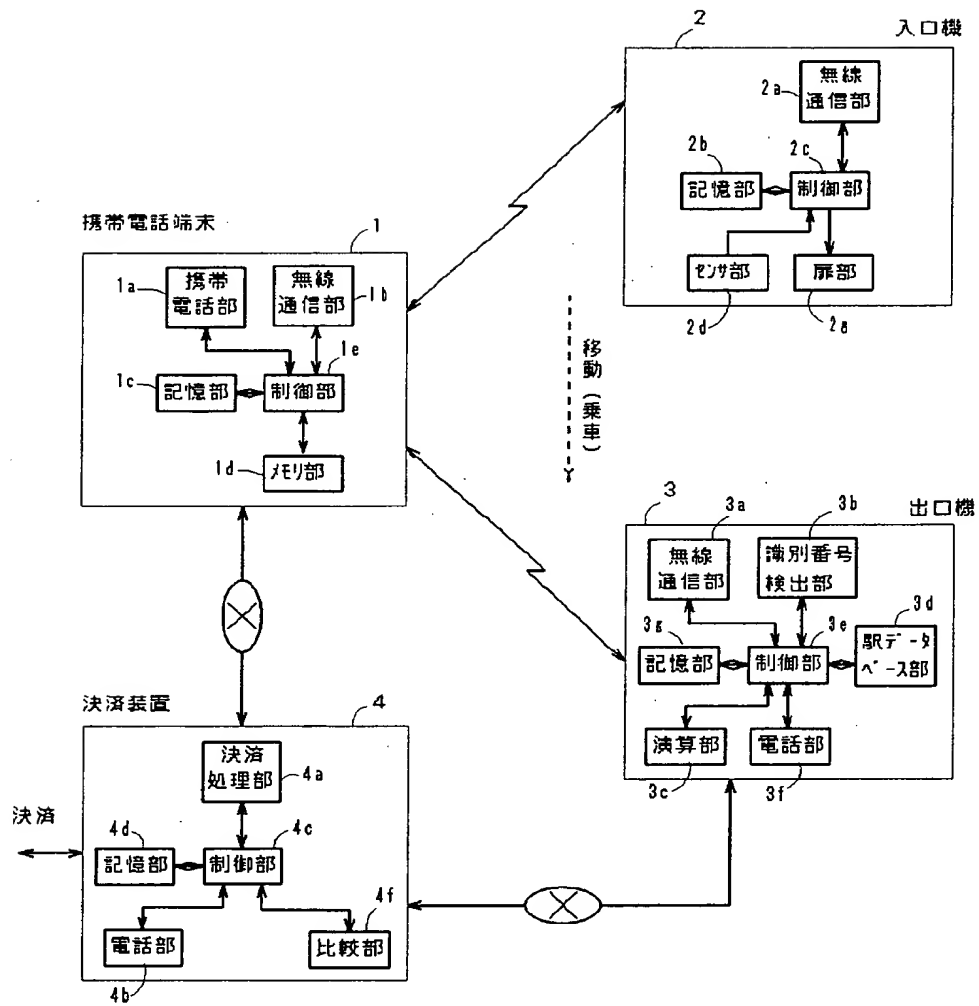 2
入口機
無線
通信部
2a
2b
2c
記憶部
制御部
センサ部
扉部
2d
2e
携帯電話端末
1
携帯
電話部
1a
無線
通信部
1b
1e
1c
記憶部
制御部
1d
メモリ部
移動(乗車)
3
出口機
3a
3b
無線
通信部
識別番号
検出部
3d
3g
3e
記憶部
制御部
駅データ
ベース部
演算部
電話部
3c
3f
決済装置
4
決済
処理部
4a
決済
4d
4c
記憶部
制御部
4f
電話部
比較部
4b